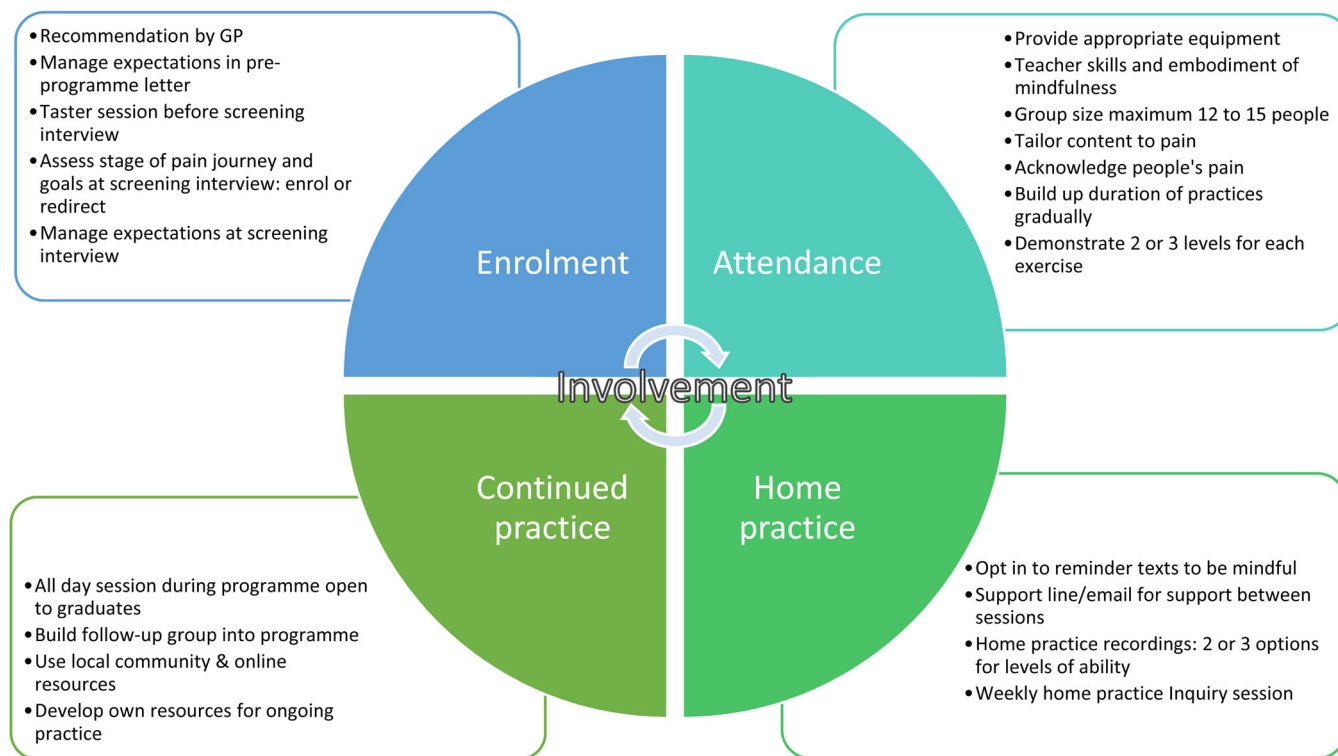 •Recommendation by GP
•Manage expectations in pre-
programme letter
•Taster session before screening
interview
•Assess stage of pain journey and
goals at screening interview: enrol or
redirect
•Manage expectations at screening
interview
•Provide appropriate equipment
•Teacher skills and embodiment of
mindfulness
•Group size maximum 12 to 15 people
•Tailor content to pain
•Acknowledge people's pain
•Build up duration of practices
gradually
•Demonstrate 2 or 3 levels for each
exercise
Enrolment
Attendance
Involvement
Continued
practice
Home
practice
•All day session during programme open
to graduates
•Build follow-up group into programme
•Use local community & online
resources
•Develop own resources for ongoing
practice
•Opt in to reminder texts to be mindful
•Support line/email for support between
sessions
•Home practice recordings: 2 or 3 options
for levels of ability
•Weekly home practice Inquiry session